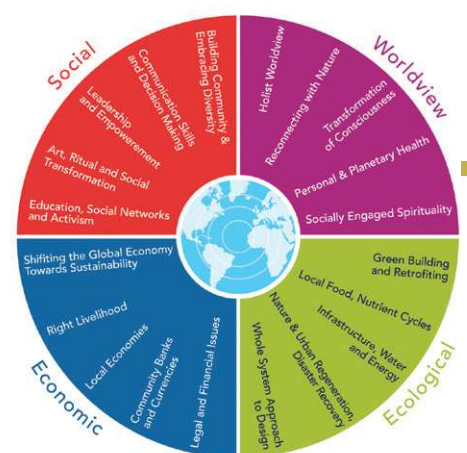 Social
Building Community &
Embracing Diversity
Communication Skills
and Decision Making
Leadership
and Empowerment
Art, Ritual and Social
Transformation
Education, Social Networks
and Activism
Worldview
Holist Worldview
Reconnecting with Nature
Transformation
of Consciousness
Personal & Planetary Health
Socially Engaged Spirituality
Economic
Shifiting the Global Economy
Towards Sustainability
Right Livelihood
Local Economies
Community Banks
and Currencies
Legal and Financial Issues
Ecological
Green Building
and Retrofiting
Local Food, Nutrient Cycles
Infrastructure, Water
and Energy
Nature & Urban Regeneration,
Disaster Recovery
Whole System Approach
to Design